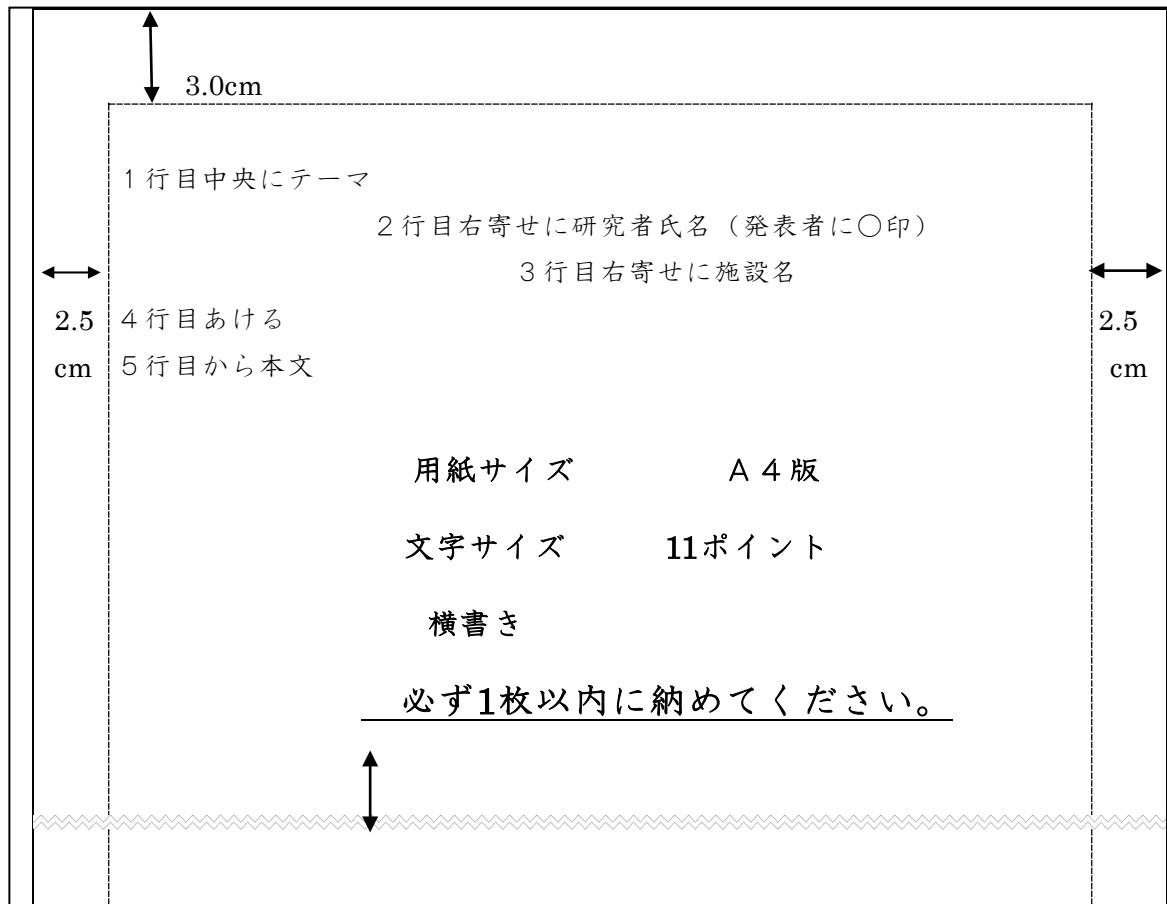 3.0cm
１行目中央にテーマ
２行目右寄せに研究者氏名（発表者に○印）
３行目右寄せに施設名
2.5 ４行目あける 2.5
cm ５行目から本文 cm
用紙サイズ Ａ４版
文字サイズ 11ポイント
横書き
必ず1枚以内に納めてください。